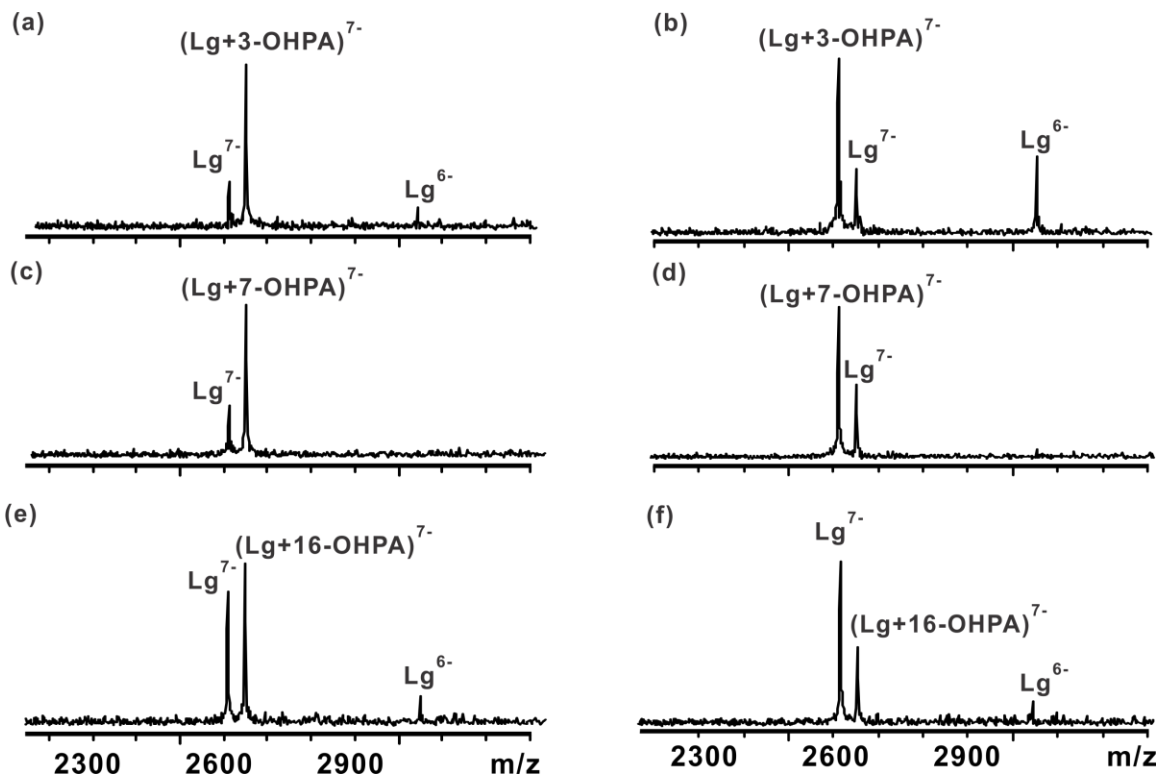 (a)
(Lg+3-OHPA)7-
Lg7-
Lg6-
(b)
(Lg+3-OHPA)7-
Lg7-
Lg6-
(c)
(Lg+7-OHPA)7-
Lg7-
(d)
(Lg+7-OHPA)7-
Lg7-
(e)
(Lg+16-OHPA)7-
Lg7-
Lg6-
2300 2600 2900 m/z
(f)
Lg7-
(Lg+16-OHPA)7-
Lg6-
2300 2600 2900 m/z